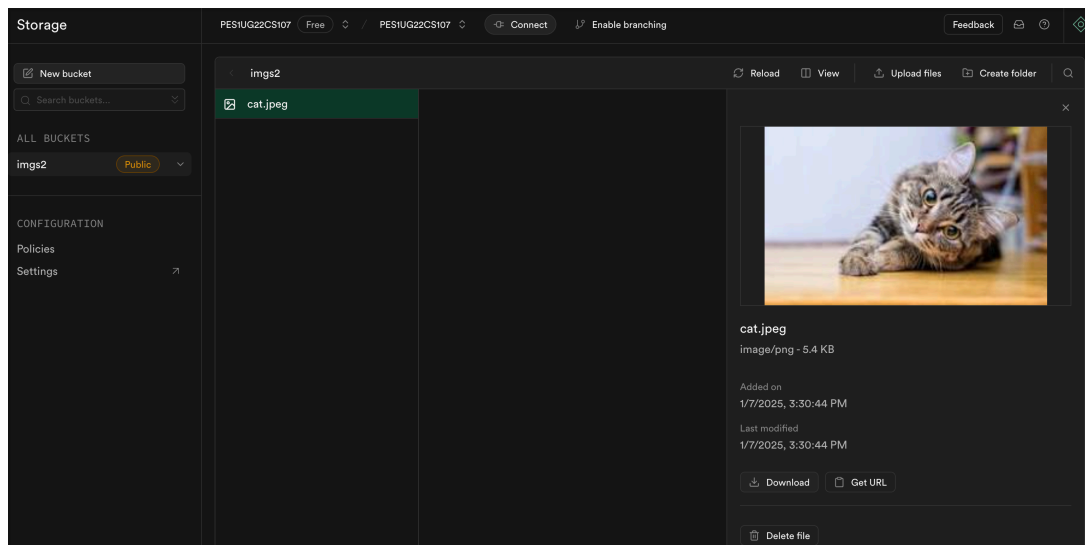 Storage
PES1UG22CS107 Free / PES1UG22CS107 Connect Enable branching
Feedback
New bucket
Search buckets...
ALL BUCKETS
imgs2 Public
CONFIGURATION
Policies
Settings
imgs2
Reload View Upload files Create folder
cat.jpeg
cat.jpeg
image/png - 5.4 KB
Added on
1/7/2025, 3:30:44 PM
Last modified
1/7/2025, 3:30:44 PM
Download Get URL
Delete file